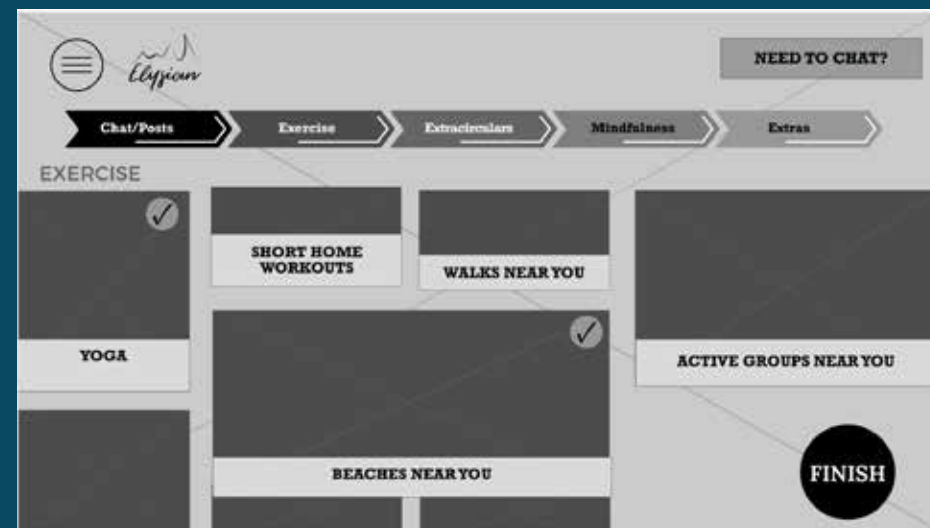 Elysian
NEED TO CHAT?
Chat/Posts
Exercise
Extracirculars
Mindfulness
Extras
EXERCISE
SHORT HOME
WORKOUTS
WALKS NEAR YOU
YOGA
ACTIVE GROUPS NEAR YOU
BEACHES NEAR YOU
FINISH